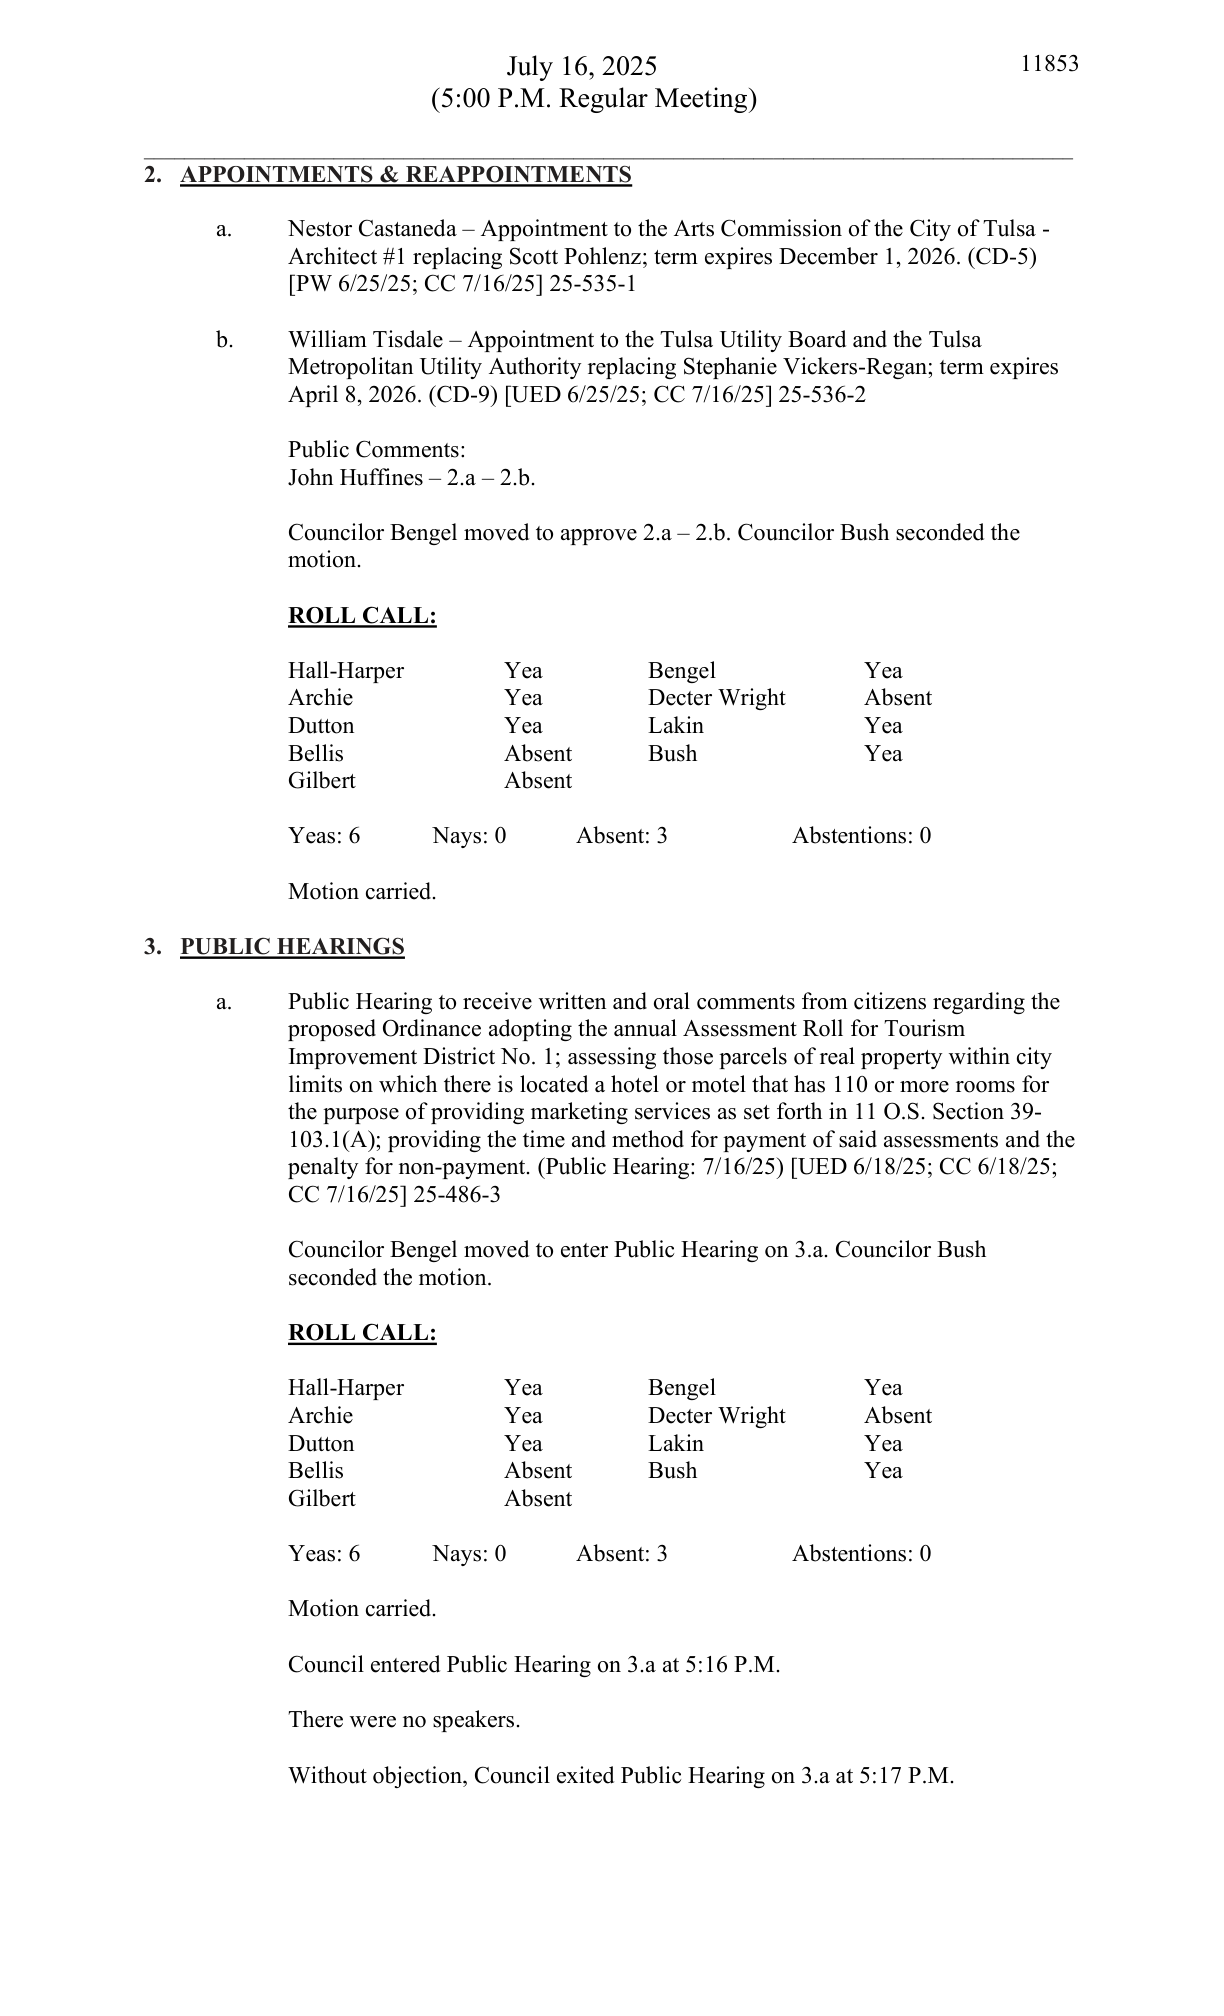 July 16, 2025
11853
(5:00 P.M. Regular Meeting)
2. APPOINTMENTS & REAPPOINTMENTS
a. Nestor Castaneda – Appointment to the Arts Commission of the City of Tulsa -
Architect #1 replacing Scott Pohlenz; term expires December 1, 2026. (CD-5)
[PW 6/25/25; CC 7/16/25] 25-535-1
b. William Tisdale – Appointment to the Tulsa Utility Board and the Tulsa
Metropolitan Utility Authority replacing Stephanie Vickers-Regan; term expires
April 8, 2026. (CD-9) [UED 6/25/25; CC 7/16/25] 25-536-2
Public Comments:
John Huffines – 2.a – 2.b.
Councilor Bengel moved to approve 2.a – 2.b. Councilor Bush seconded the
motion.
ROLL CALL:
Hall-Harper Yea Bengel Yea
Archie Yea Decter Wright Absent
Dutton Yea Lakin Yea
Bellis Absent Bush Yea
Gilbert Absent
Yeas: 6 Nays: 0 Absent: 3 Abstentions: 0
Motion carried.
3. PUBLIC HEARINGS
a. Public Hearing to receive written and oral comments from citizens regarding the
proposed Ordinance adopting the annual Assessment Roll for Tourism
Improvement District No. 1; assessing those parcels of real property within city
limits on which there is located a hotel or motel that has 110 or more rooms for
the purpose of providing marketing services as set forth in 11 O.S. Section 39-
103.1(A); providing the time and method for payment of said assessments and the
penalty for non-payment. (Public Hearing: 7/16/25) [UED 6/18/25; CC 6/18/25;
CC 7/16/25] 25-486-3
Councilor Bengel moved to enter Public Hearing on 3.a. Councilor Bush
seconded the motion.
ROLL CALL:
Hall-Harper Yea Bengel Yea
Archie Yea Decter Wright Absent
Dutton Yea Lakin Yea
Bellis Absent Bush Yea
Gilbert Absent
Yeas: 6 Nays: 0 Absent: 3 Abstentions: 0
Motion carried.
Council entered Public Hearing on 3.a at 5:16 P.M.
There were no speakers.
Without objection, Council exited Public Hearing on 3.a at 5:17 P.M.